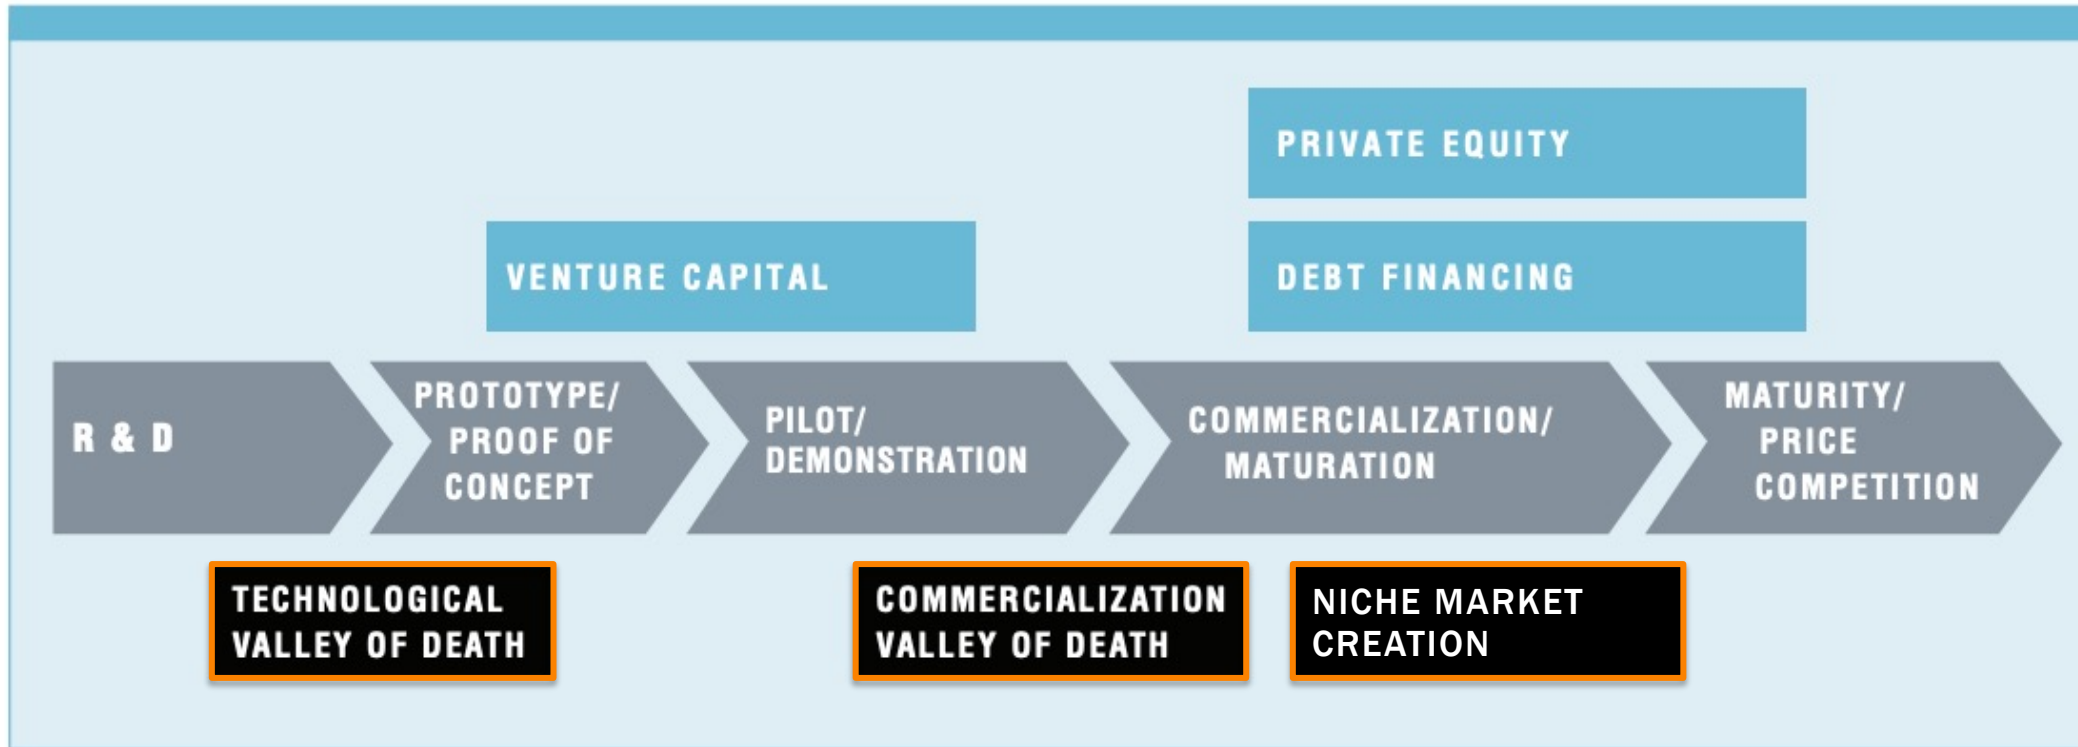 PRIVATE EQUITY
VENTURE CAPITAL
DEBT FINANCING
R & D
PROTOTYPE/
PROOF OF
CONCEPT
PILOT/
DEMONSTRATION
COMMERCIALIZATION/
MATURATION
MATURITY/
PRICE
COMPETITION
TECHNOLOGICAL
VALLEY OF DEATH
COMMERCIALIZATION
VALLEY OF DEATH
NICHE MARKET
CREATION